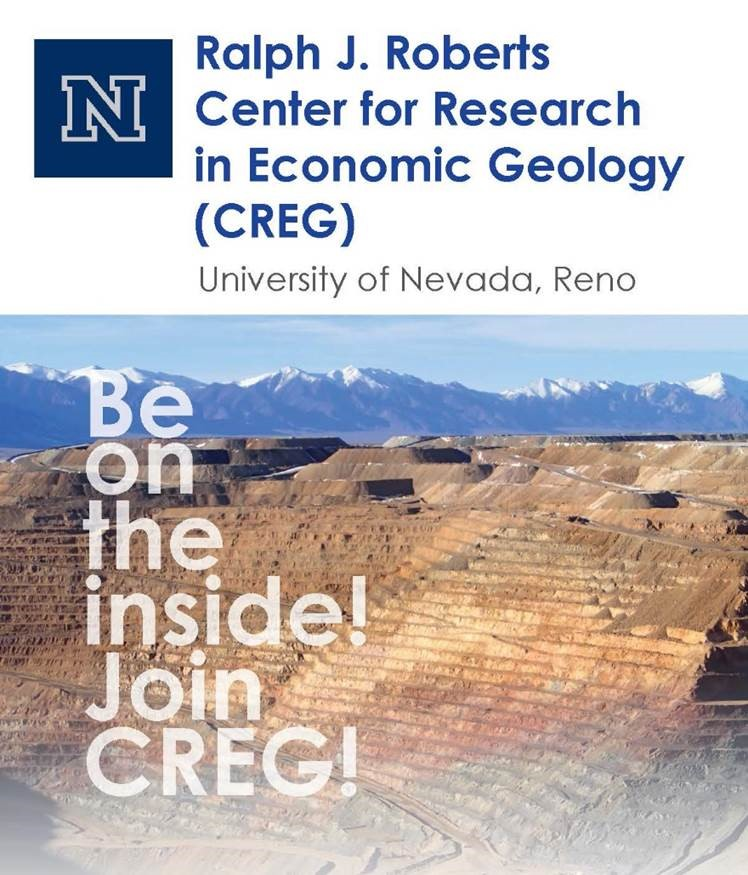 N
Ralph J. Roberts
Center for Research
in Economic Geology
(CREG)
University of Nevada, Reno
Be
on
the
inside!
Join
CREG!